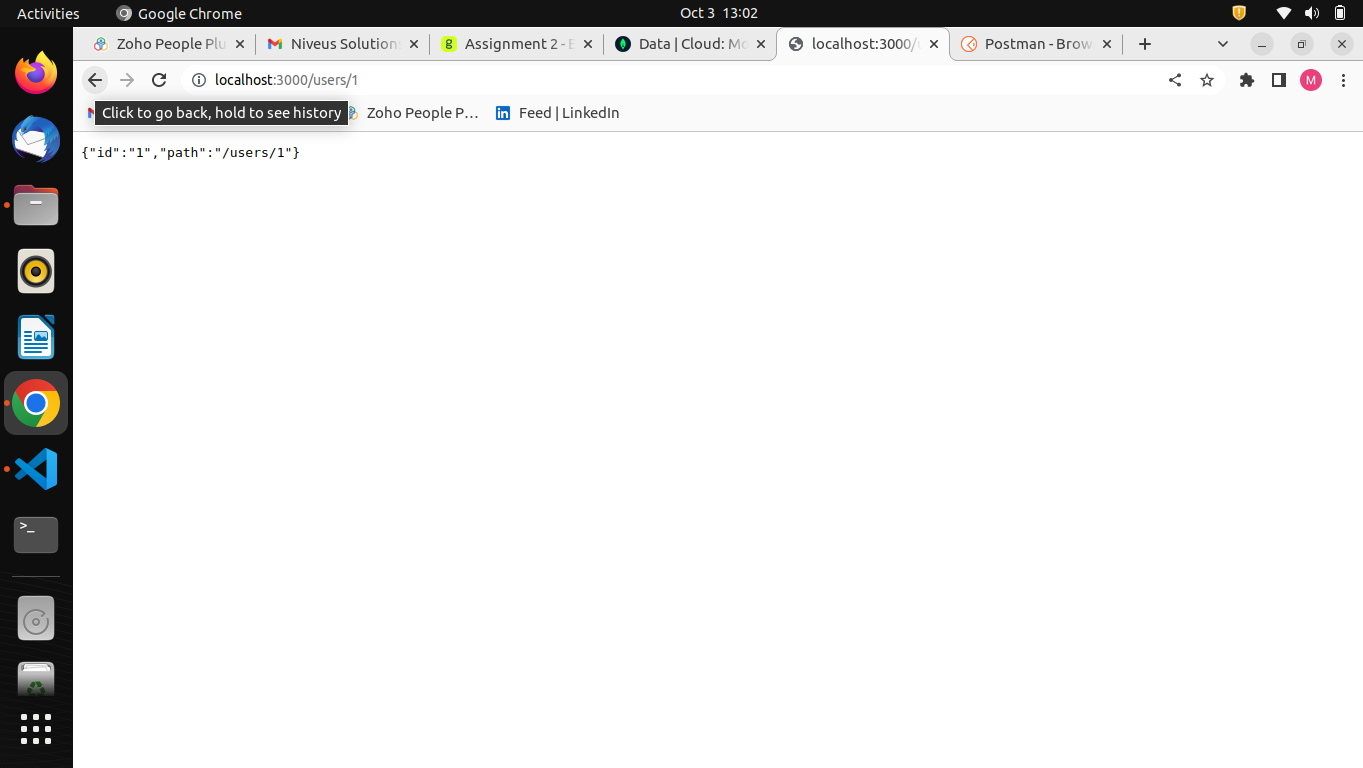 Activities
Google Chrome
Oct 3 13:02
Zoho People Plu
Niveus Solutions
Assignment 2 - E
Data | Cloud: Mo
localhost:3000/
Postman - Brow
localhost:3000/users/1
M
Click to go back, hold to see history
Zoho People P…
Feed | LinkedIn
{"id":"1","path":"/users/1"}